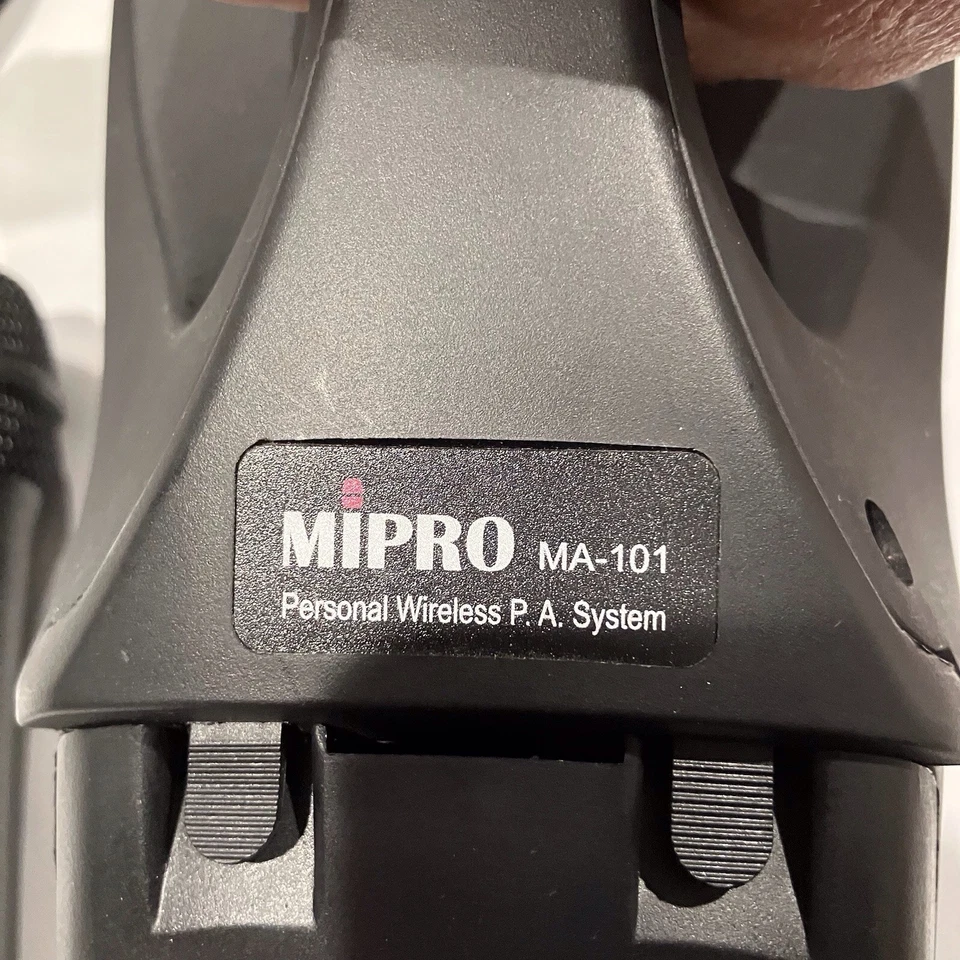 MiPRO MA-101
Personal Wireless P. A. System